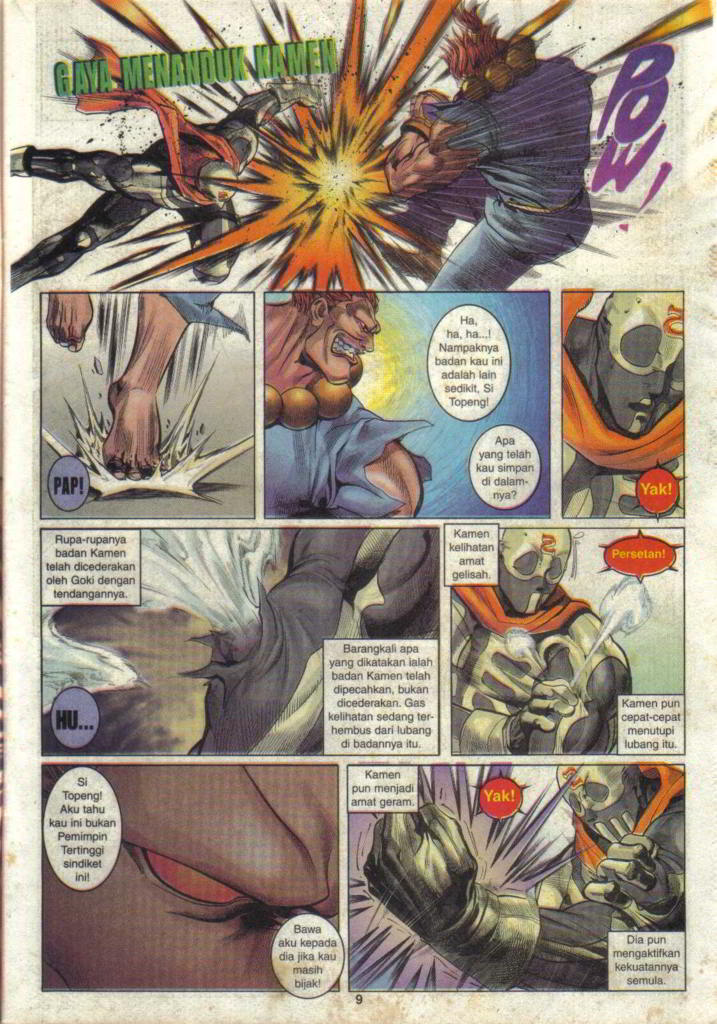 GAYA MENANDUK KAMEN
POW!
PAP!
Ha,
ha, ha...!
Nampaknya
badan kau ini
adalah lain
sedikit, Si
Topeng!
Apa
yang telah
kau simpan
di dalam-
nya?
Yak!
Rupa-rupanya
badan Kamen
telah dicederakan
oleh Goki dengan
tendangannya.
HU...
Barangkali apa
yang dikatakan ialah
badan Kamen telah
dipecahkan, bukan
dicederakan. Gas
kelihatan sedang ter-
hembus dari lubang
di badannya itu.
Kamen
kelihatan
amat
gelisah.
Persetan!
Kamen pun
cepat-cepat
menutupi
lubang itu.
Si
Topeng!
Aku tahu
kau ini bukan
Pemimpin
Tertinggi
sindiket
ini!
Bawa
aku kepada
dia jika kau
masih
bijak!
Kamen
pun menjadi
amat geram.
Yak!
Dia pun
mengaktifkan
kekuatannya
semula.
9